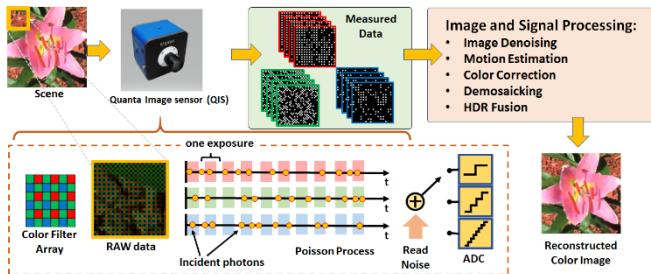 Scene
Quanta Image sensor (QIS)
Measured
Data
Image and Signal Processing:
• Image Denoising
• Motion Estimation
• Color Correction
• Demosaicking
• HDR Fusion
one exposure
t
t
t
Color Filter
Array
RAW data
Incident photons
Poisson Process
Read
Noise
ADC
Reconstructed
Color Image